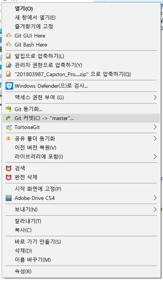 열기(O)
새 창에서 열기(E)
즐겨찾기에 고정
Git GUI Here
Git Bash Here
알집으로 압축하기(L)
관리자 권한으로 압축하기(Y)
"201803987_Capston_Pro....zip" 으로 압축하기(Q)
Windows Defender(으)로 검사...
액세스 권한 부여 (G)
Git 동기화...
Git 커밋(C) -> "master"...
TortoiseGit
공유 폴더 동기화
이전 버전 복원(V)
라이브러리에 포함(I)
검색
완전 삭제
시작 화면에 고정(P)
Adobe Drive CS4
보내기(N)
잘라내기(T)
복사(C)
바로 가기 만들기(S)
삭제(D)
이름 바꾸기(M)
속성(R)